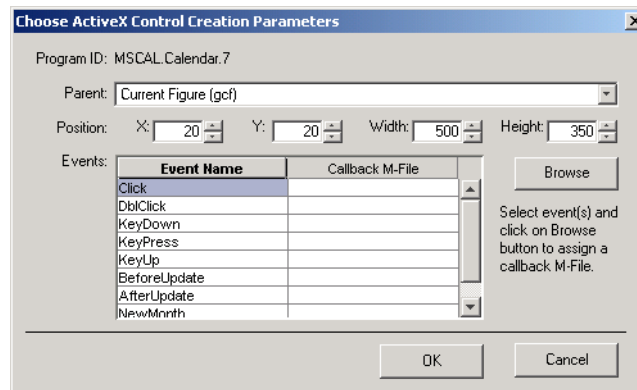 Choose ActiveX Control Creation Parameters
Program ID: MSCAL.Calendar.7
Parent: Current Figure (gcf)
Position: X: 20 Y: 20 Width: 500 Height: 350
Events: Event Name Callback M-File Browse
Click
DblClick
KeyDown
KeyPress
KeyUp
BeforeUpdate
AfterUpdate
NewMonth
Select event(s) and
click on Browse
button to assign a
callback M-File.
OK Cancel